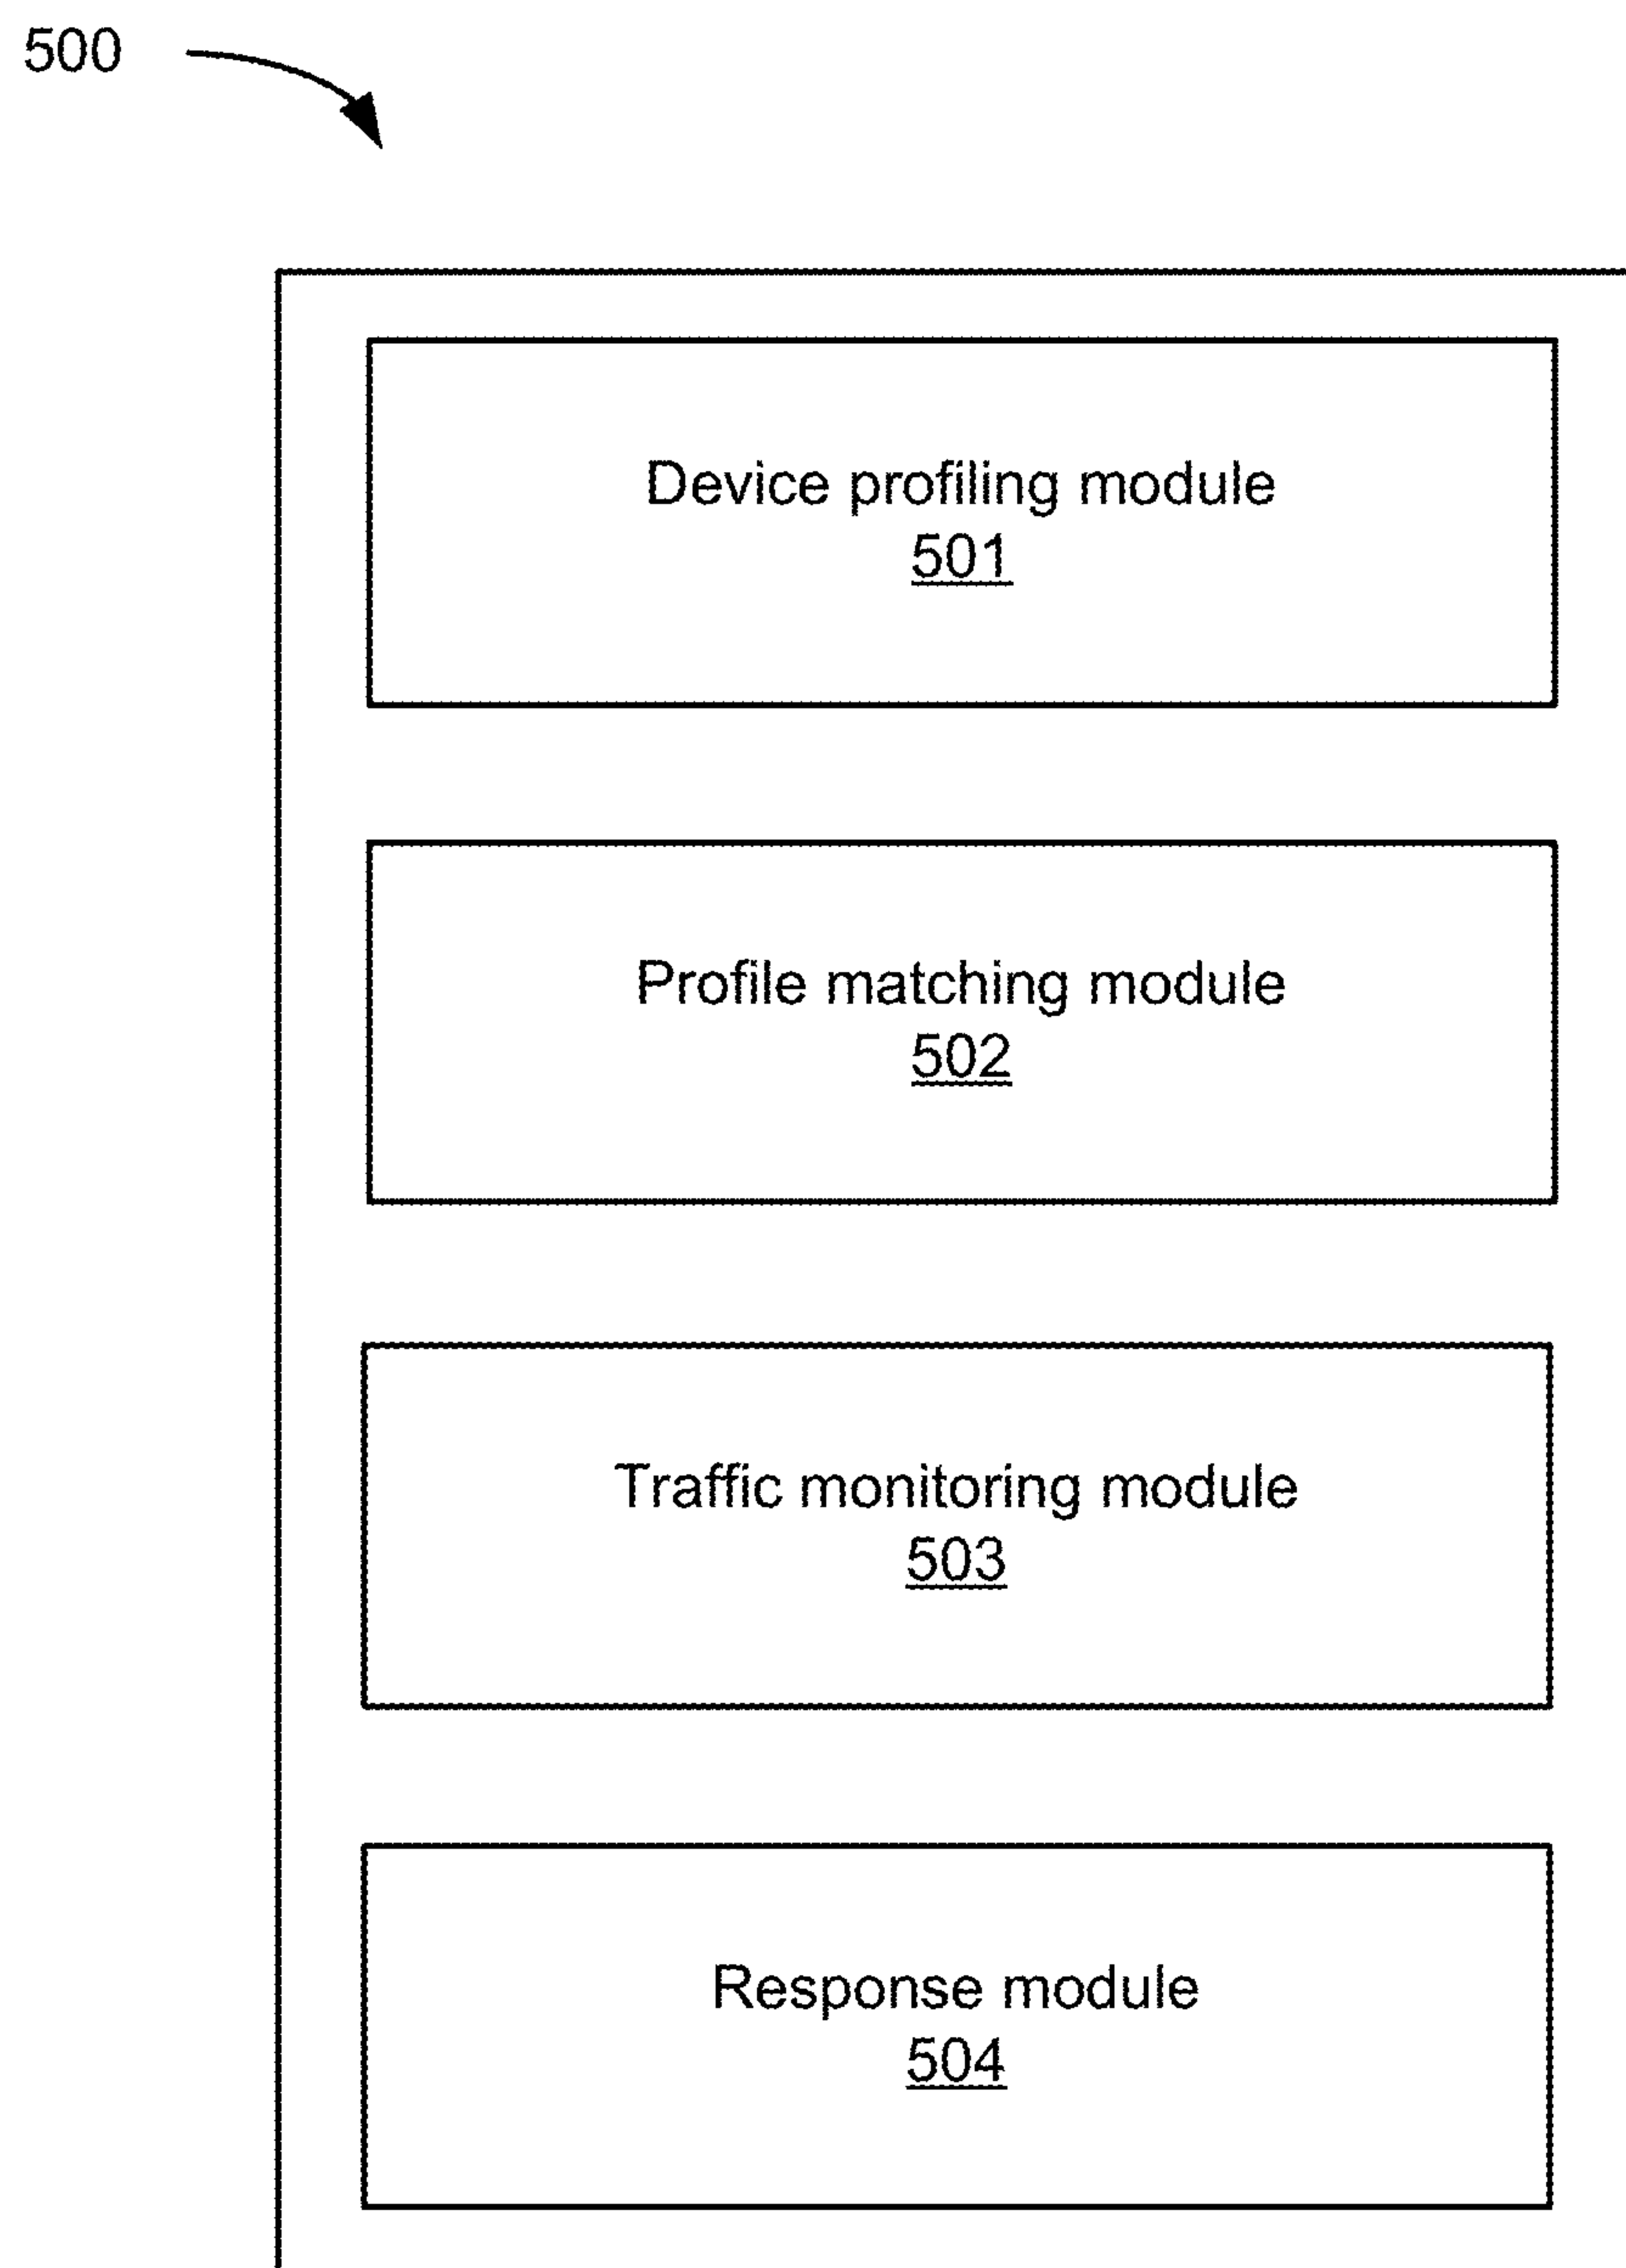 500
Device profiling module
501
Profile matching module
502
Traffic monitoring module
503
Response module
504